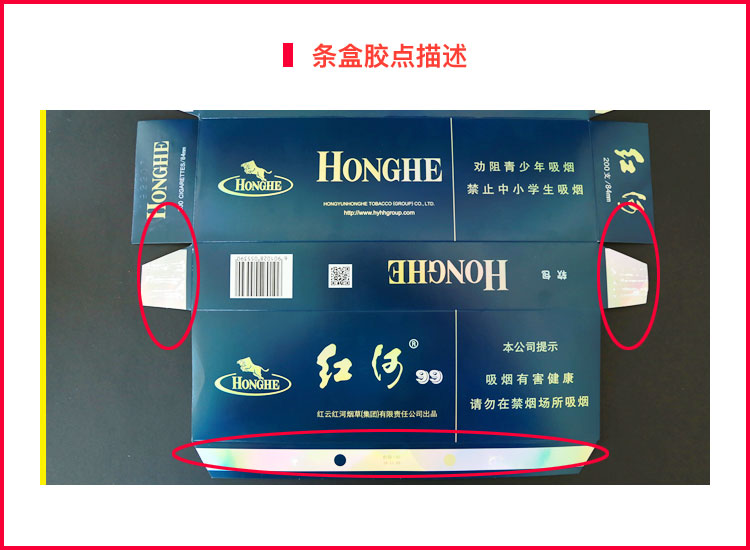 条盒胶点描述
HONGHE
HONGHE
HONGHE
劝阻青少年吸烟
禁止中小学生吸烟
HONGYUNHONGHE TOBACCO (GROUP) CO., LTD.
http://www.hyhhgroup.com
CIGARETTES/84mm
红河
200支/84mm
HONGHE
软包
6901028055390
HONGHE
红河®99
红云红河烟草(集团)有限责任公司出品
本公司提示
吸烟有害健康
请勿在禁烟场所吸烟